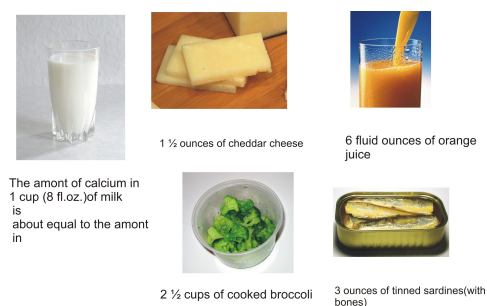 1 ½ ounces of cheddar cheese
6 fluid ounces of orange
juice
The amont of calcium in
1 cup (8 fl.oz.)of milk
is
about equal to the amont
in
2 ½ cups of cooked broccoli
3 ounces of tinned sardines(with
bones)